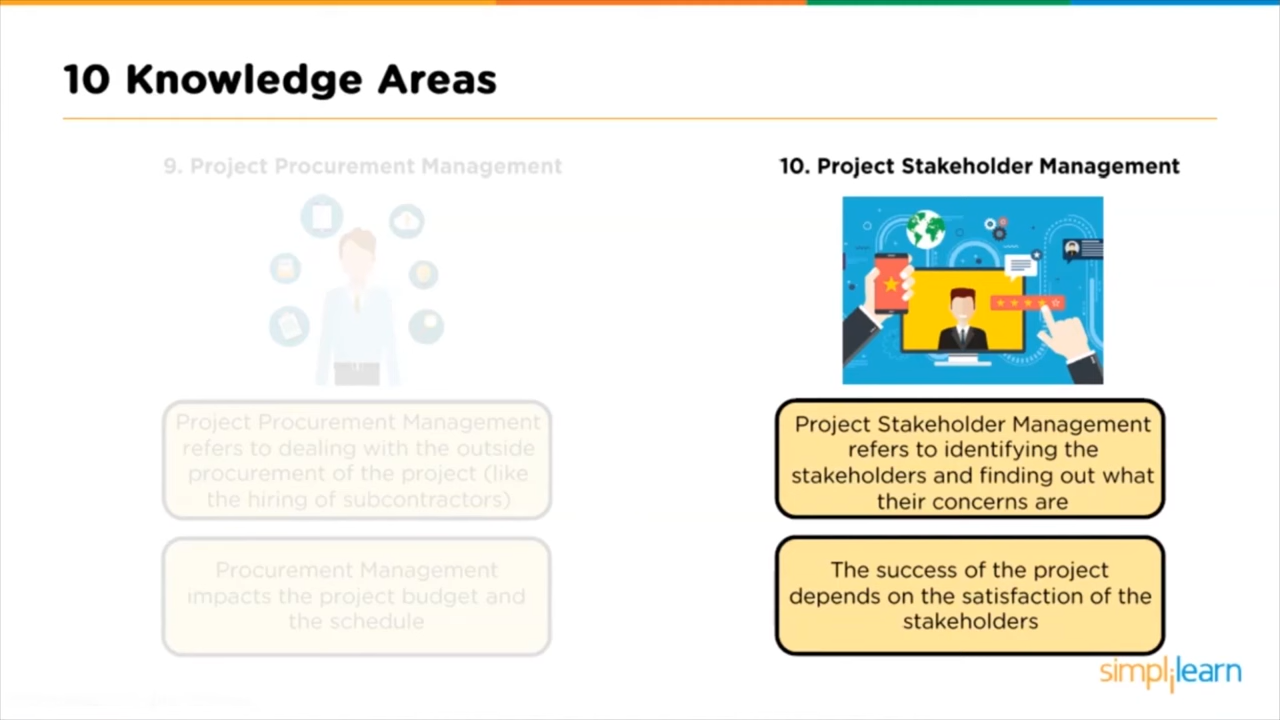 10 Knowledge Areas
9. Project Procurement Management
Project Procurement Management
refers to dealing with the outside
procurement of the project (like
the hiring of subcontractors)
Procurement Management
impacts the project budget and
the schedule
10. Project Stakeholder Management
Project Stakeholder Management
refers to identifying the
stakeholders and finding out what
their concerns are
The success of the project
depends on the satisfaction of the
stakeholders
simplilearn